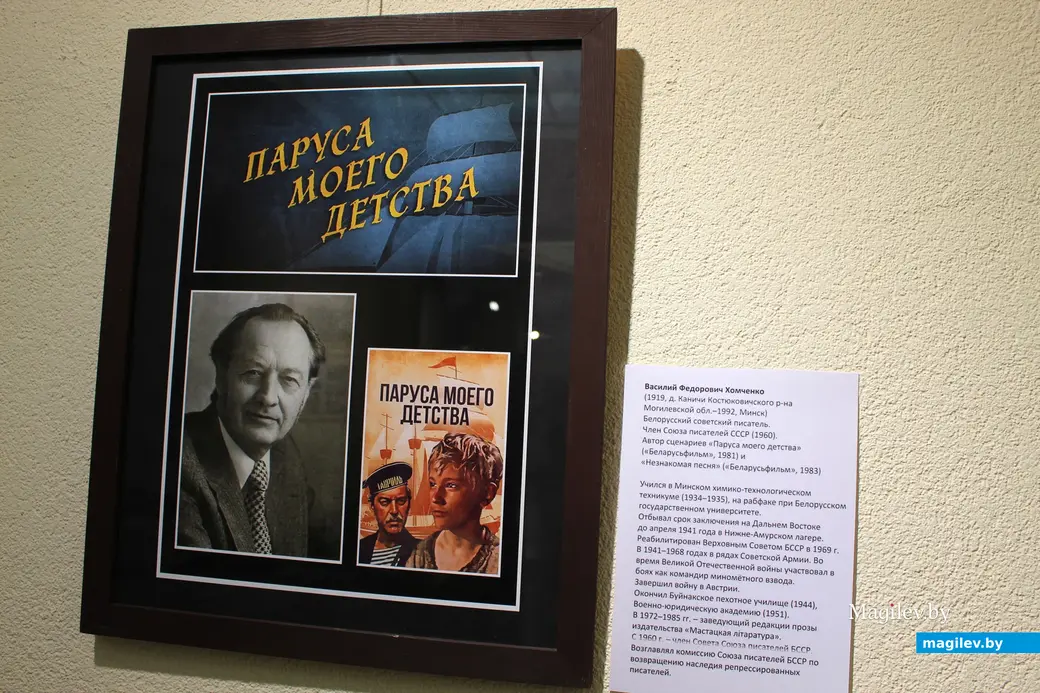 ПАРУСА
МОЕГО
ДЕТСТВА
ПАРУСА МОЕГО
ДЕТСТВА
Василий Федорович Хомченко
(1919, д. Каничи Костюковичского р-на
Могилевской обл.–1992, Минск)
Белорусский советский писатель.
Член Союза писателей СССР (1960).
Автор сценариев «Паруса моего детства»
(«Беларусьфильм», 1981) и
«Незнакомая песня» («Беларусьфильм», 1983)
Учился в Минском химико-технологическом
техникуме (1934–1935), на рабфаке при Белорусском
государственном университете.
Отбывал срок заключения на Дальнем Востоке
до апреля 1941 года в Нижне-Амурском лагере.
Реабилитирован Верховным Советом БССР в 1969 г.
В 1941–1968 годах в рядах Советской Армии. Во
время Великой Отечественной войны участвовал в
боях как командир миномётного взвода.
Завершил войну в Австрии.
Окончил Буйнакское пехотное училище (1944),
Военно-юридическую академию (1951).
В 1972–1985 гг. – заведующий редакции прозы
издательства «Мастацкая літаратура».
С 1960 г. – член Совета Союза писателей БССР.
Возглавлял комиссию Союза писателей БССР по
возвращению наследия репрессированных
писателей.
Magilev.by
magilev.by